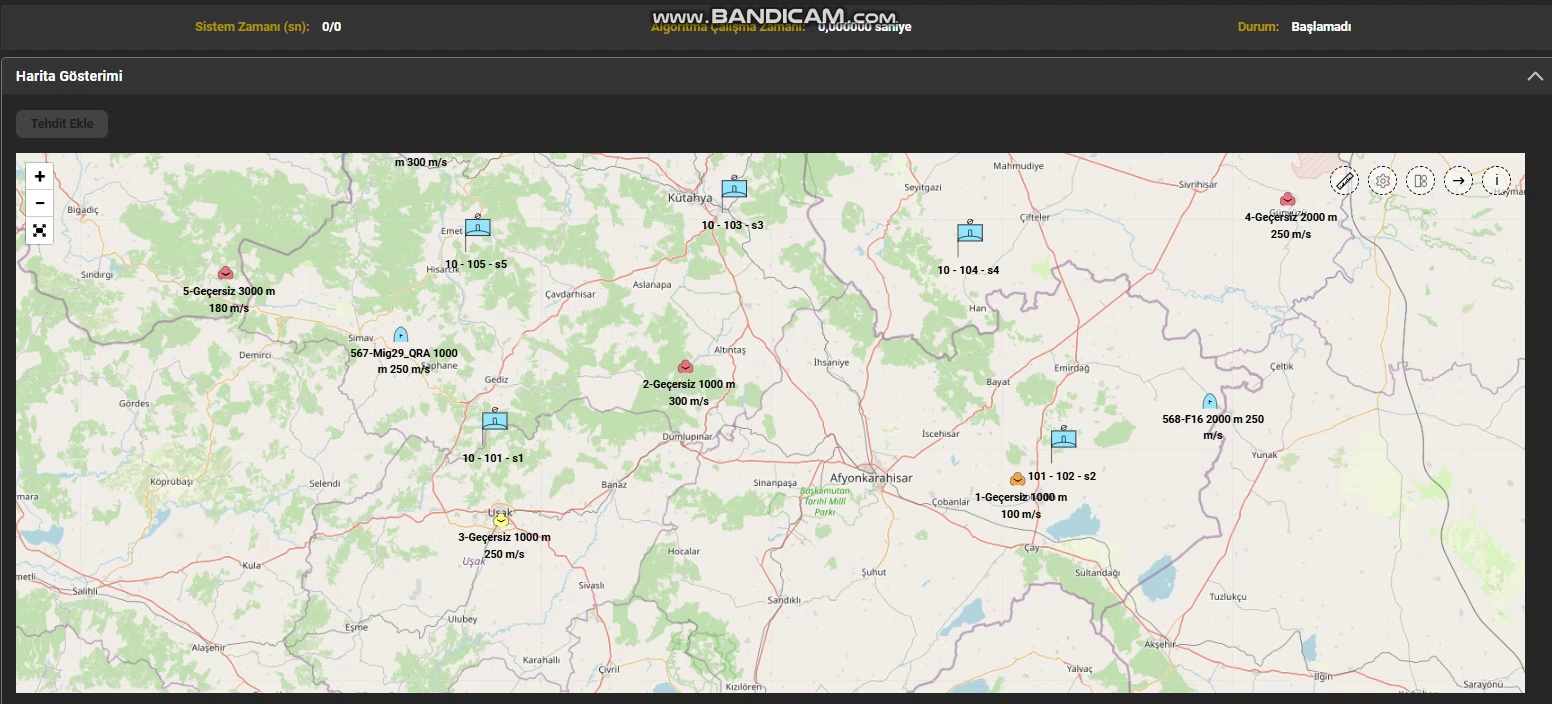 www.BANDICAM.com
Sistem Zamanı (sn): 0/0
Algoritma Çalışma Zamanı: 0,000000 saniye
Durum: Başlamadı
Harita Gösterimi
Tehdit Ekle
+
−
m 300 m/s
Mahmudiye
Sivrihisar
Seyitgazi
Kütahya
Bigadiç
4-Geçersiz 2000 m
250 m/s
Çifteler
10 - 103 - s3
Emet
10 - 105 - s5
Hisarcık
10 - 104 - s4
Sındırgı
5-Geçersiz 3000 m
180 m/s
Çavdarhisar
Aslanapa
Han
Simav
567-Mig29_QRA 1000
m 250 m/s
Şaphane
Demirci
Altıntaş
İhsaniye
Emirdağ
Çeltik
Gediz
2-Geçersiz 1000 m
300 m/s
Bayat
Gördes
568-F16 2000 m 250
m/s
Dumlupınar
İscehisar
10 - 101 - s1
Yunak
Köprübaşı
Selendi
Banaz
Sinanpaşa
Afyonkarahisar
101 - 102 - s2
Başkomutan
Tarihi Milli
Parkı
Çobanlar
1-Geçersiz 1000 m
100 m/s
Uşak
3-Geçersiz 1000 m
250 m/s
Uşak
Hocalar
Çay
Kula
Şuhut
Sultandağı
Salihli
Sivaslı
Sandıklı
Tuzlukçu
Eşme
Ulubey
Alaşehir
Akşehir
Karahallı
Çivril
Yalvaç
Ilgın
Kızılören
Sarayönü